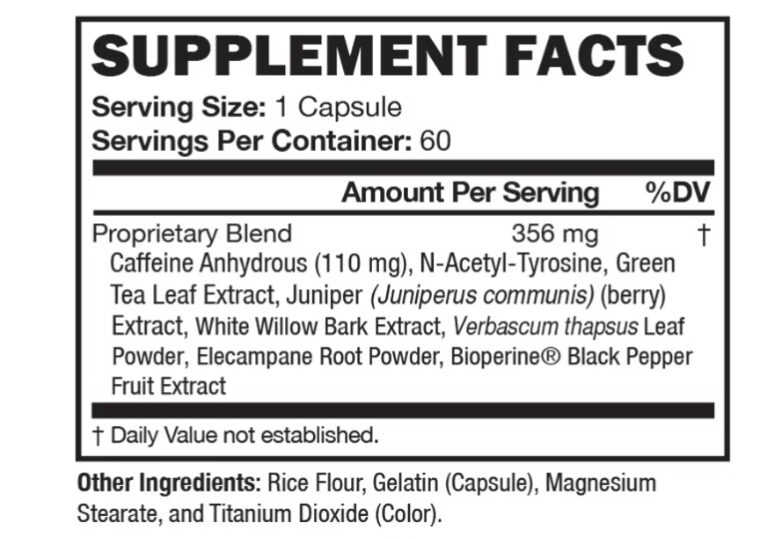 SUPPLEMENT FACTS
Serving Size: 1 Capsule
Servings Per Container: 60
Amount Per Serving %DV
Proprietary Blend 356 mg †
Caffeine Anhydrous (110 mg), N-Acetyl-Tyrosine, Green
Tea Leaf Extract, Juniper (Juniperus communis) (berry)
Extract, White Willow Bark Extract, Verbascum thapsus Leaf
Powder, Elecampane Root Powder, Bioperine® Black Pepper
Fruit Extract
† Daily Value not established.
Other Ingredients: Rice Flour, Gelatin (Capsule), Magnesium
Stearate, and Titanium Dioxide (Color).